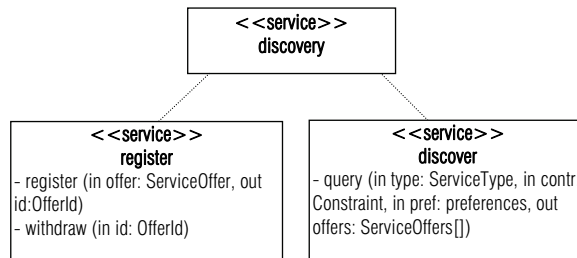 <<service>>
discovery
<<service>>
register
- register (in offer: ServiceOffer, out
id:OfferId)
- withdraw (in id: OfferId)
<<service>>
discover
- query (in type: ServiceType, in contr
Constraint, in pref: preferences, out
offers: ServiceOffers[])